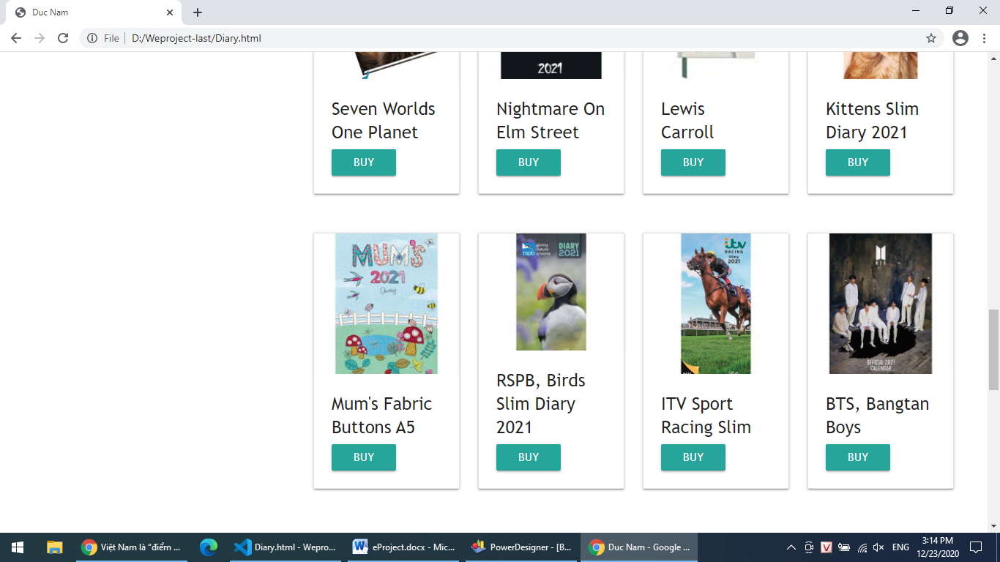 Duc Nam
File
D:/Weproject-last/Diary.html
2021
Seven Worlds
One Planet
BUY
Nightmare On
Elm Street
BUY
Lewis
Carroll
BUY
Kittens Slim
Diary 2021
BUY
MUM'S
2021
Diary
Mum's Fabric
Buttons A5
BUY
rspb
giving
nature
a home
DIARY
2021
RSPB, Birds
Slim Diary
2021
BUY
itv
RACING
Diary
2021
ITV Sport
Racing Slim
BUY
BTS
OFFICIAL 2021
CALENDAR
BTS, Bangtan
Boys
BUY
Việt Nam là “điểm ...
Diary.html - Wepro...
eProject.docx - Mic...
PowerDesigner - [B...
Duc Nam - Google ...
ENG
3:14 PM
12/23/2020